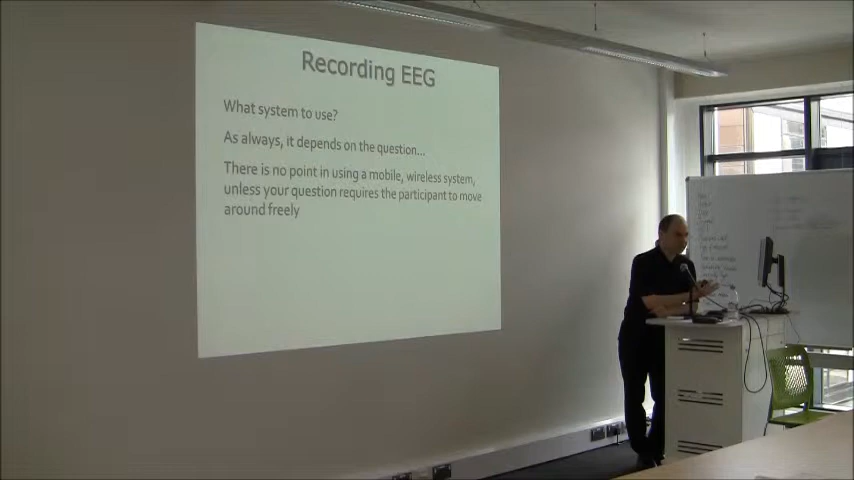 Recording EEG
What system to use?
As always, it depends on the question...
There is no point in using a mobile, wireless system,
unless your question requires the participant to move
around freely